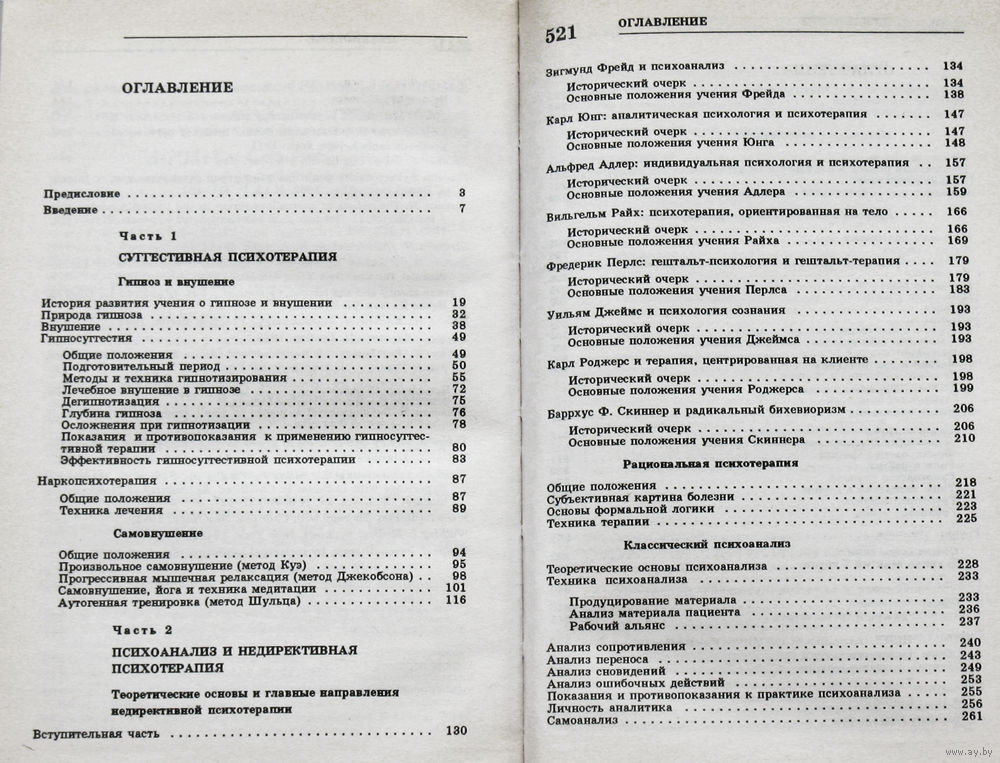 ОГЛАВЛЕНИЕ
Предисловие 3
Введение 7
Часть 1
СУГГЕСТИВНАЯ ПСИХОТЕРАПИЯ
Гипноз и внушение
История развития учения о гипнозе и внушении 19
Природа гипноза 32
Внушение 38
Гипносуггестия 49
Общие положения 49
Подготовительный период 50
Методы и техника гипнотизирования 55
Лечебное внушение в гипнозе 72
Дегипнотизация 75
Глубина гипноза 76
Осложнения при гипнотизации 78
Показания и противопоказания к применению гипносуггес-
тивной терапии 80
Эффективность гипносуггестивной психотерапии 83
Наркопсихотерапия 87
Общие положения 87
Техника лечения 89
Самовнушение
Общие положения 94
Произвольное самовнушение (метод Куэ) 95
Прогрессивная мышечная релаксация (метод Джекобсона) 98
Самовнушение, йога и техника медитации 101
Аутогенная тренировка (метод Шульца) 116
Часть 2
ПСИХОАНАЛИЗ И НЕДИРЕКТИВНАЯ
ПСИХОТЕРАПИЯ
Теоретические основы и главные направления
недирективной психотерапии
Вступительная часть 130
521 ОГЛАВЛЕНИЕ
Зигмунд Фрейд и психоанализ 134
Исторический очерк 134
Основные положения учения Фрейда 138
Карл Юнг: аналитическая психология и психотерапия 147
Исторический очерк 147
Основные положения учения Юнга 148
Альфред Адлер: индивидуальная психология и психотерапия 157
Исторический очерк 157
Основные положения учения Адлера 159
Вильгельм Райх: психотерапия, ориентированная на тело 166
Исторический очерк 166
Основные положения учения Райха 169
Фредерик Перлс: гештальт-психология и гештальт-терапия 179
Исторический очерк 179
Основные положения учения Перлса 183
Уильям Джеймс и психология сознания 193
Исторический очерк 193
Основные положения учения Джеймса 193
Карл Роджерс и терапия, центрированная на клиенте 198
Исторический очерк 198
Основные положения учения Роджерса 199
Баррхус Ф. Скиннер и радикальный бихевиоризм 206
Исторический очерк 206
Основные положения учения Скиннера 210
Рациональная психотерапия
Общие положения 218
Субъективная картина болезни 221
Основы формальной логики 223
Техника терапии 225
Классический психоанализ
Теоретические основы психоанализа 228
Техника психоанализа 233
Продуцирование материала 233
Анализ материала пациента 236
Рабочий альянс 237
Анализ сопротивления 240
Анализ переноса 243
Анализ сновидений 249
Анализ ошибочных действий 253
Показания и противопоказания к практике психоанализа 255
Личность аналитика 256
Самоанализ 261
www.ay.by